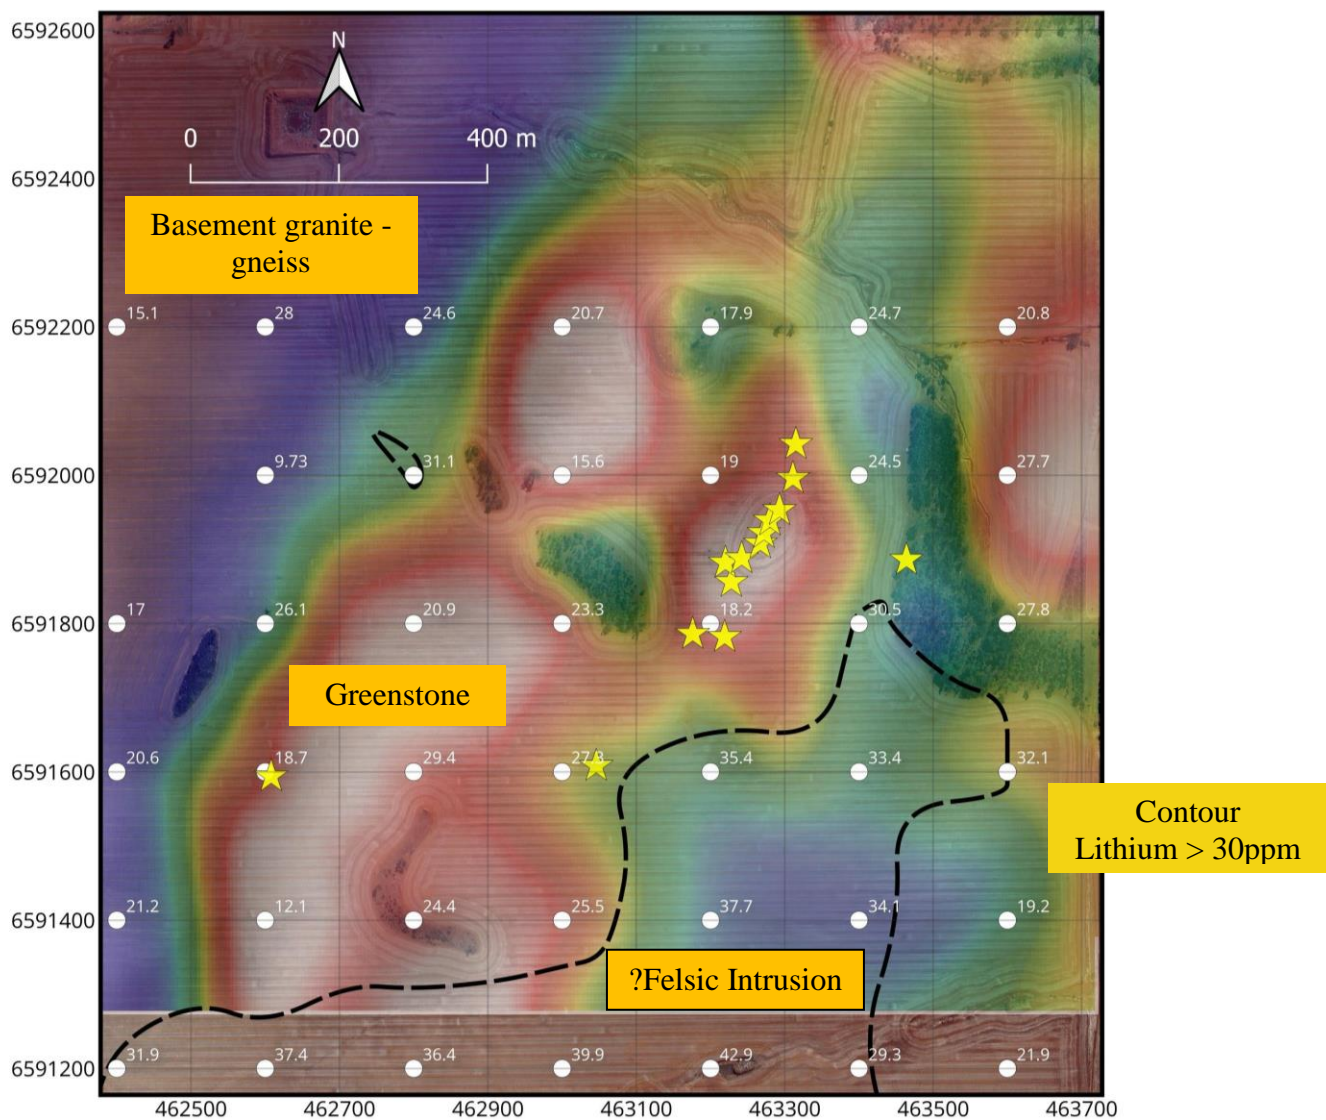 6592600
N
0 200 400 m
6592400
Basement granite -
gneiss
6592200
15.1 28 24.6 20.7 17.9 24.7 20.8
6592000
9.73 31.1 15.6 19 24.5 27.7
6591800
17 26.1 20.9 23.3 18.2 30.5 27.8
Greenstone
6591600
20.6 18.7 29.4 35.4 33.4 32.1
Contour
Lithium > 30ppm
6591400
21.2 12.1 24.4 25.5 37.7 34.1 19.2
?Felsic Intrusion
6591200
31.9 37.4 36.4 39.9 42.9 29.3 21.9
462500 462700 462900 463100 463300 463500 463700